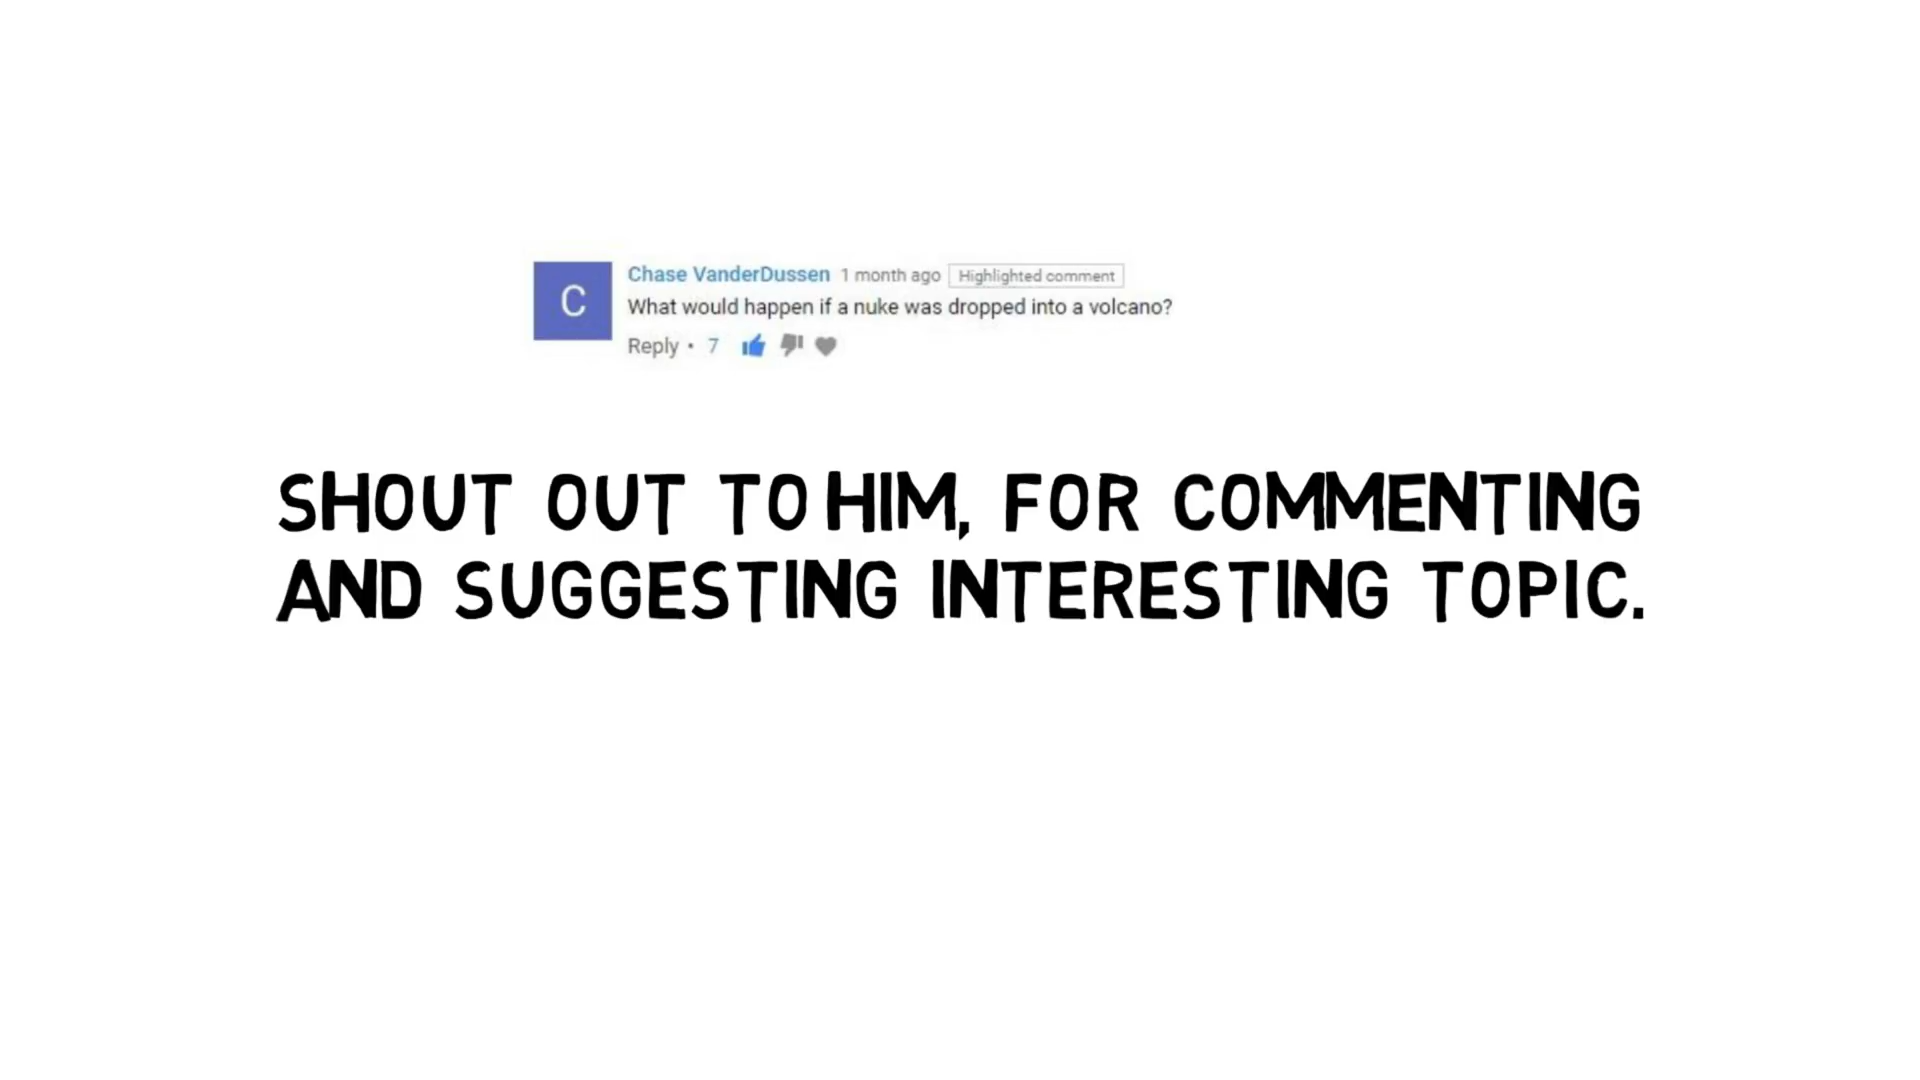 C
Chase VanderDussen 1 month ago Highlighted comment
What would happen if a nuke was dropped into a volcano?
Reply • 7
SHOUT OUT TO HIM, FOR COMMENTING
AND SUGGESTING INTERESTING TOPIC.